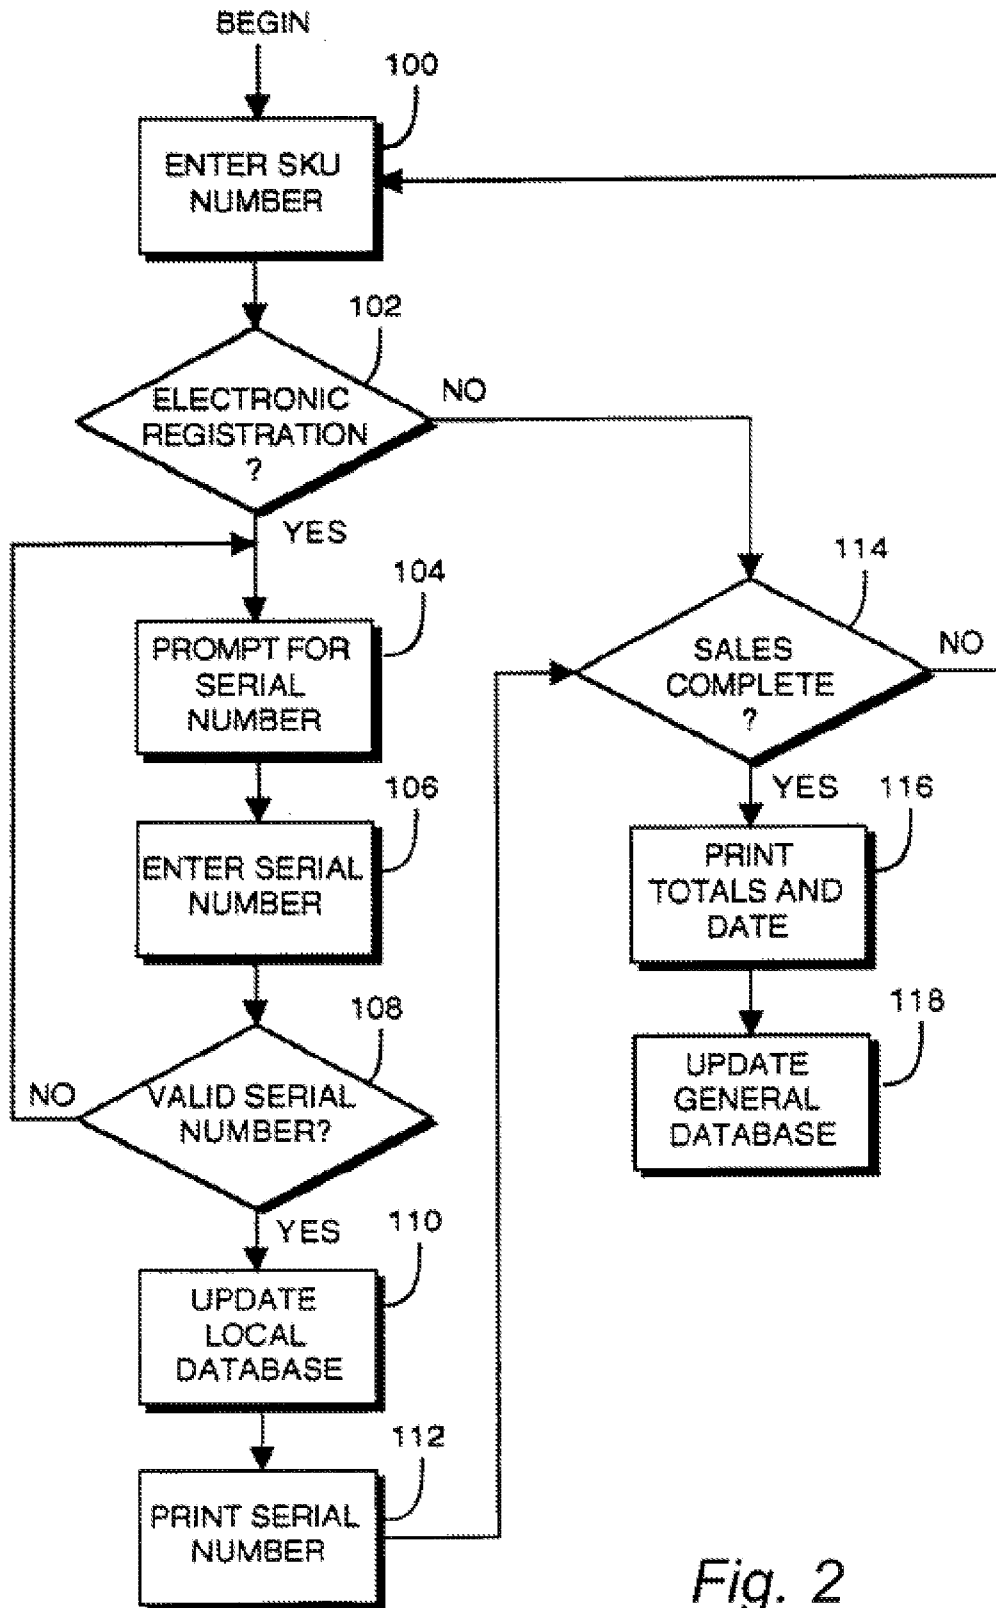 BEGIN
100
ENTER SKU
NUMBER
102
ELECTRONIC
REGISTRATION
?
NO
YES
104
PROMPT FOR
SERIAL
NUMBER
106
ENTER SERIAL
NUMBER
108
VALID SERIAL
NUMBER?
NO
YES
110
UPDATE
LOCAL
DATABASE
112
PRINT SERIAL
NUMBER
114
SALES
COMPLETE
?
NO
YES
116
PRINT
TOTALS AND
DATE
118
UPDATE
GENERAL
DATABASE
Fig. 2